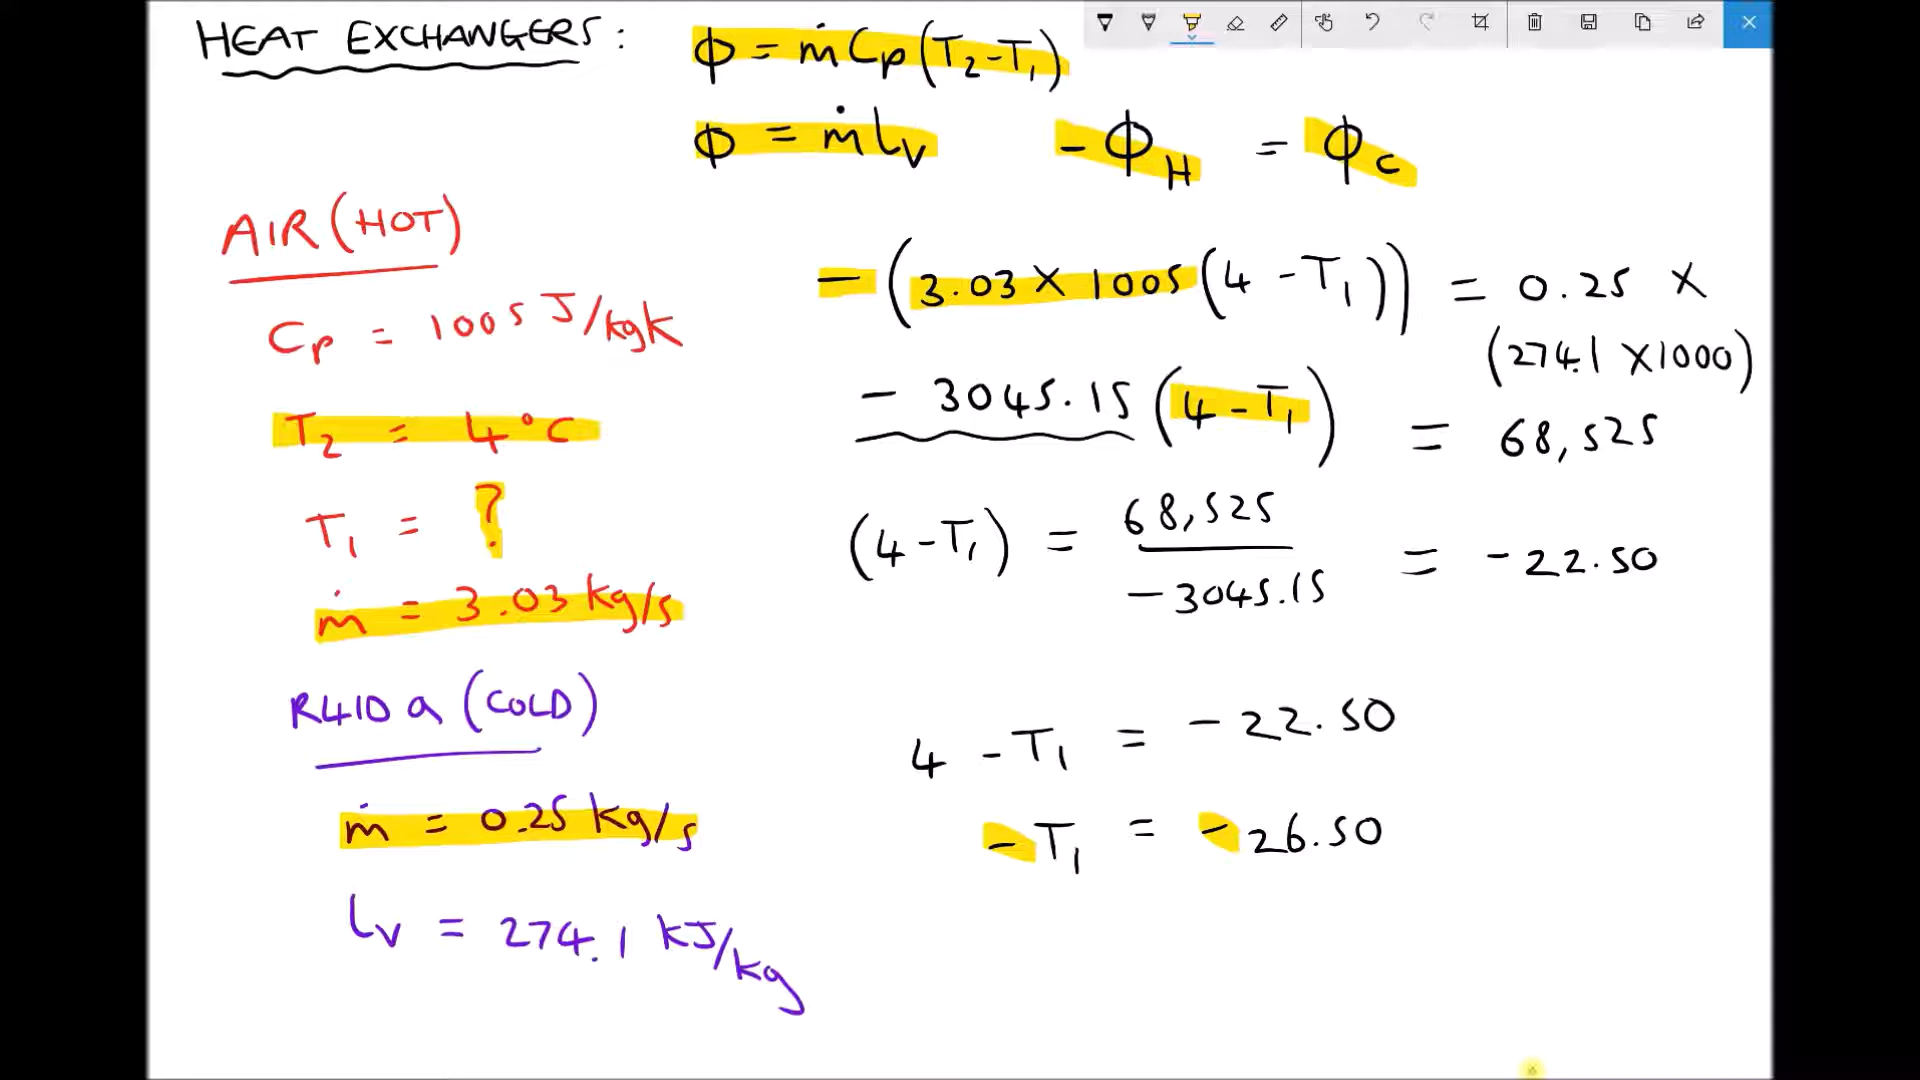 HEAT EXCHANGERS :
ϕ = ṁ Cp (T₂ - T₁)
ϕ = ṁ Lv
- ϕH = ϕc
AIR (HOT)
Cp = 1005 J/kgK
T₂ = 4°C
T₁ = ?
ṁ = 3.03 kg/s
R410a (COLD)
ṁ = 0.25 kg/s
Lv = 274.1 kJ/kg
- (3.03 × 1005 (4 - T₁)) = 0.25 ×
(274.1 × 1000)
- 3045.15 (4 - T₁) = 68,525
(4 - T₁) = 68,525 / - 3045.15 = - 22.50
4 - T₁ = - 22.50
- T₁ = - 26.50